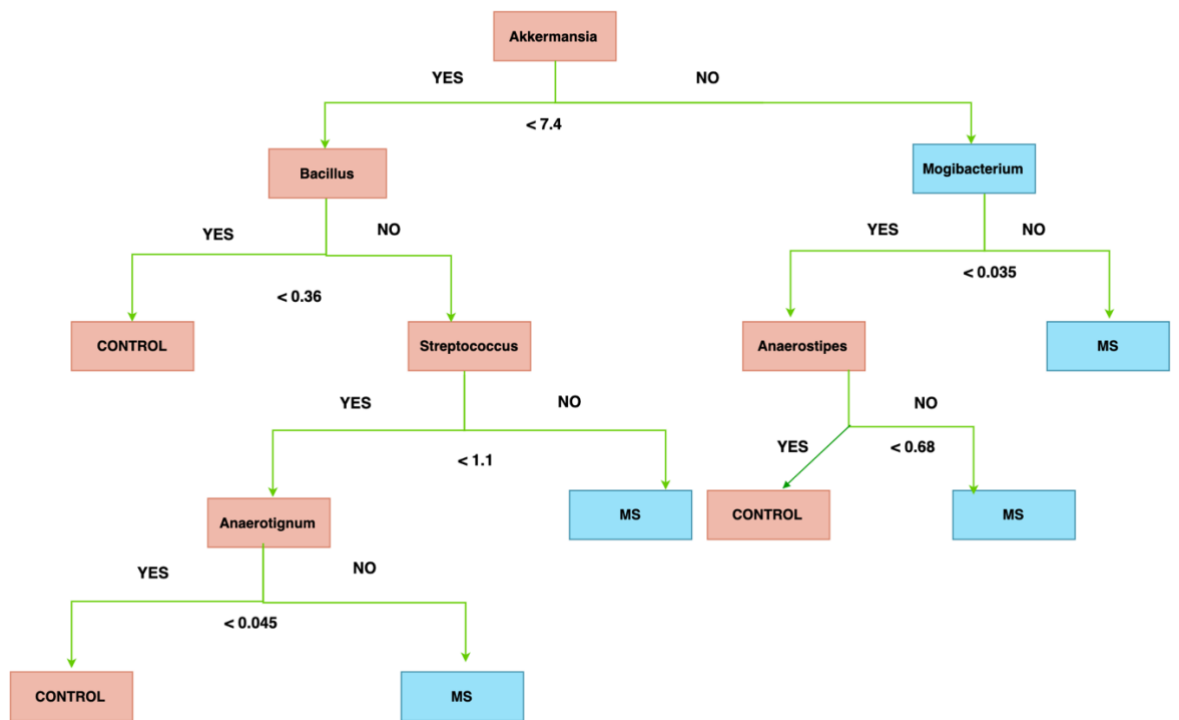 Akkermansia
YES
NO
< 7.4
Bacillus
Mogibacterium
YES
NO
YES
NO
< 0.36
< 0.035
CONTROL
Streptococcus
Anaerostipes
MS
YES
NO
NO
< 1.1
YES
< 0.68
Anaerotignum
MS
CONTROL
MS
YES
NO
< 0.045
CONTROL
MS